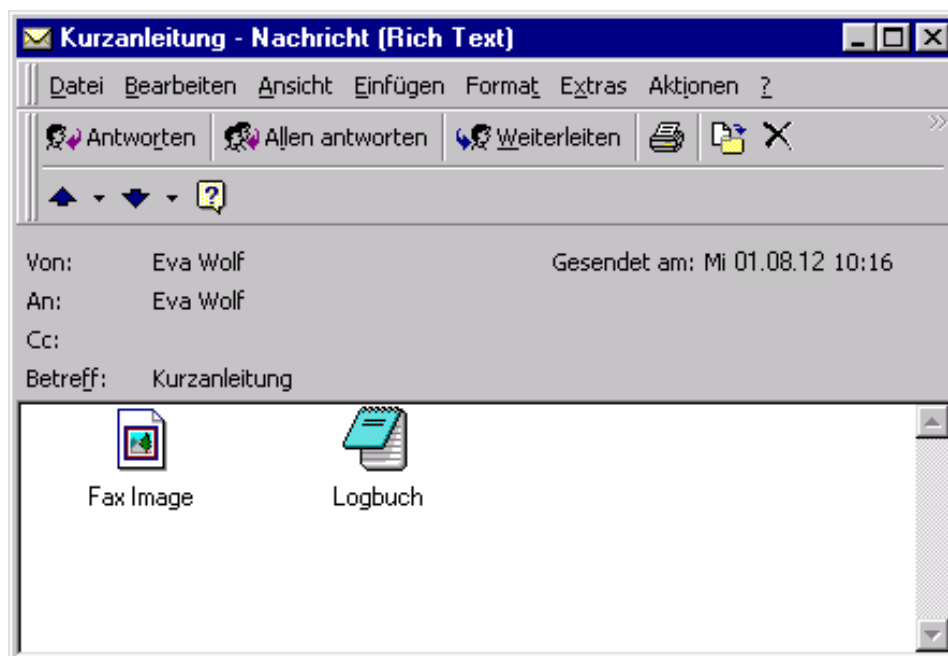 Kurzanleitung - Nachricht (Rich Text)
Datei Bearbeiten Ansicht Einfügen Format Extras Aktionen ?
Antworten Allen antworten Weiterleiten
Von: Eva Wolf Gesendet am: Mi 01.08.12 10:16
An: Eva Wolf
Cc:
Betreff: Kurzanleitung
Fax Image Logbuch